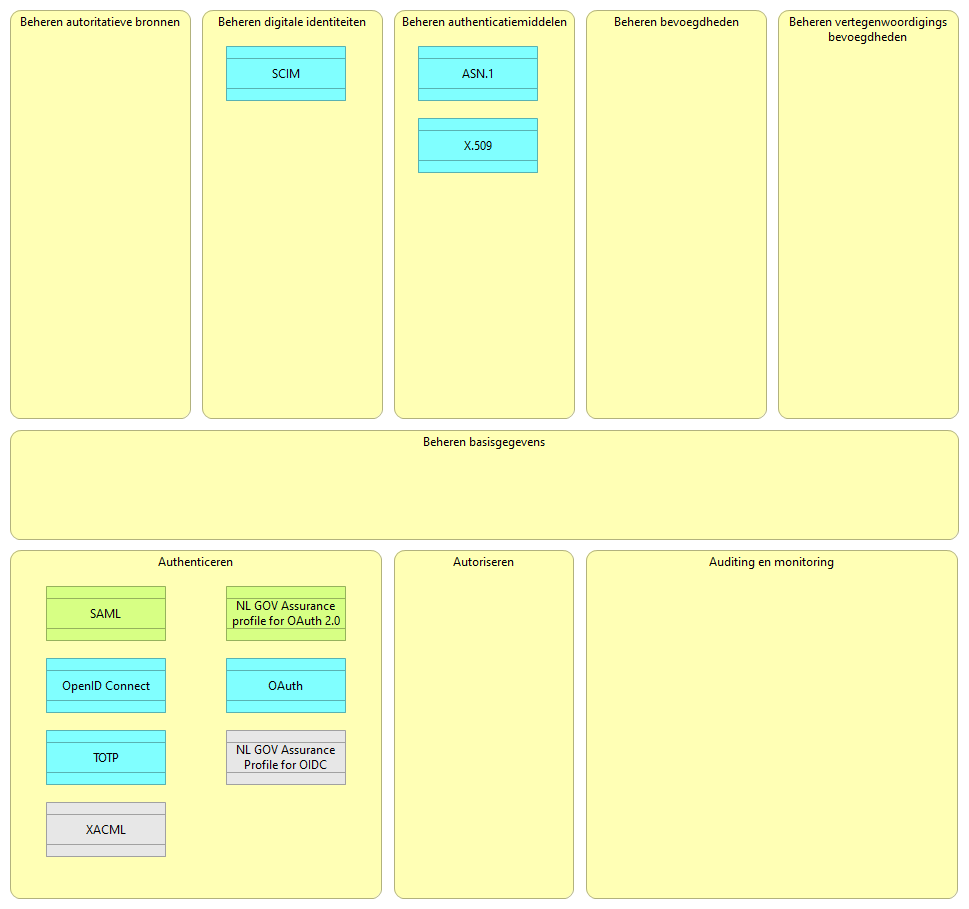 Beheren autoritatieve bronnen
Beheren digitale identiteiten
SCIM
Beheren authenticatiemiddelen
ASN.1
X.509
Beheren bevoegdheden
Beheren vertegenwoordigings
bevoegdheden
Beheren basisgegevens
Authenticeren
SAML
NL GOV Assurance
profile for OAuth 2.0
OpenID Connect
OAuth
TOTP
NL GOV Assurance
Profile for OIDC
XACML
Autoriseren
Auditing en monitoring